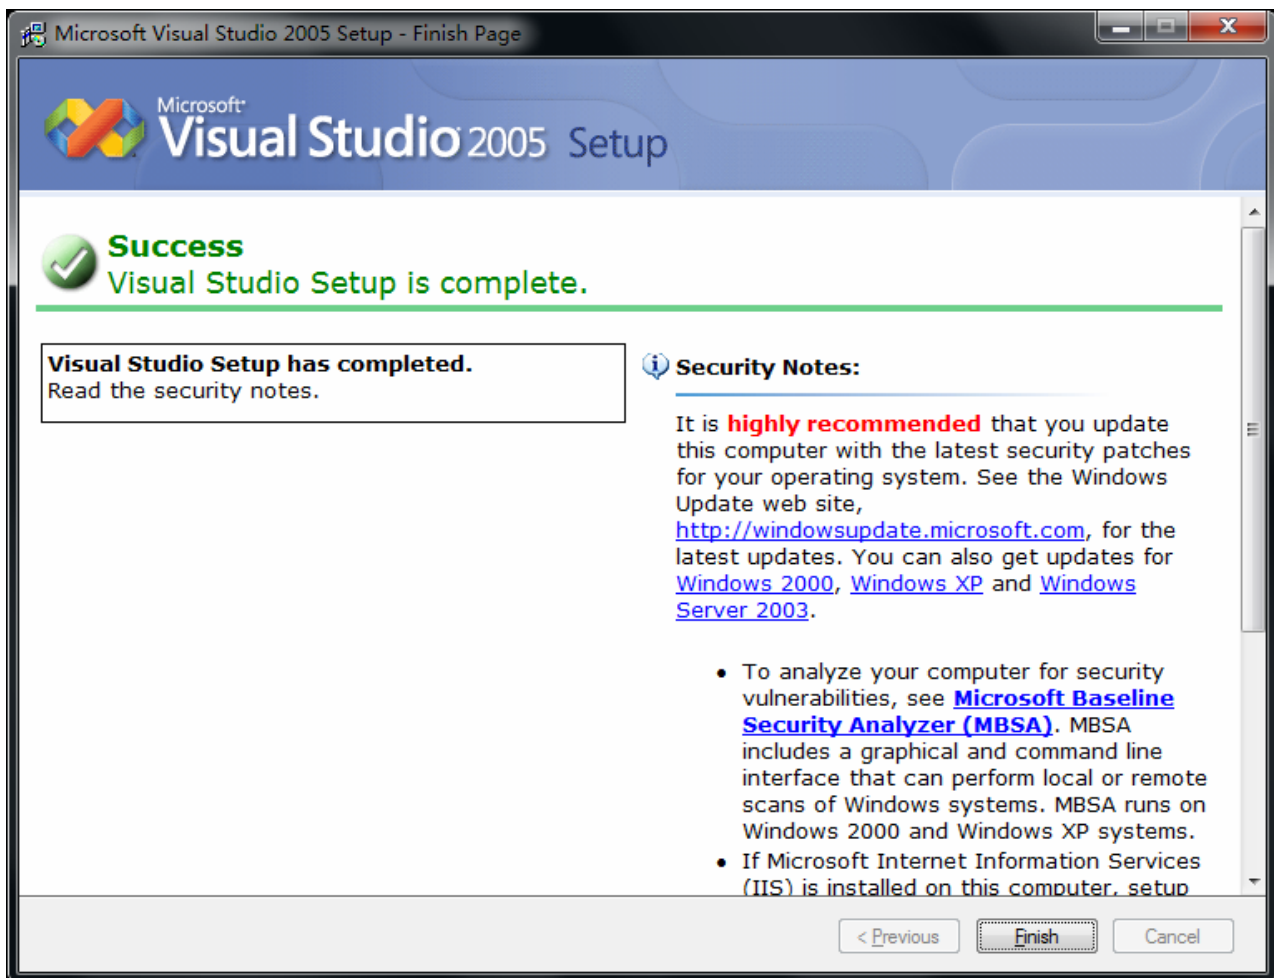 Microsoft Visual Studio 2005 Setup - Finish Page
Microsoft
Visual Studio 2005 Setup
Success
Visual Studio Setup is complete.
Visual Studio Setup has completed.
Read the security notes.
Security Notes:
It is highly recommended that you update
this computer with the latest security patches
for your operating system. See the Windows
Update web site,
http://windowsupdate.microsoft.com, for the
latest updates. You can also get updates for
Windows 2000, Windows XP and Windows
Server 2003.
• To analyze your computer for security
vulnerabilities, see Microsoft Baseline
Security Analyzer (MBSA). MBSA
includes a graphical and command line
interface that can perform local or remote
scans of Windows systems. MBSA runs on
Windows 2000 and Windows XP systems.
• If Microsoft Internet Information Services
(IIS) is installed on this computer, setup
< Previous
Finish
Cancel